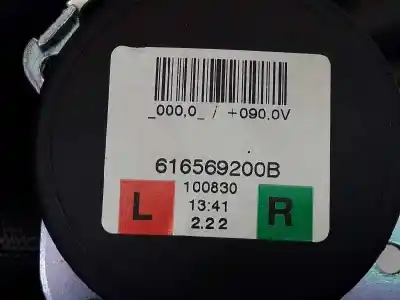 _000,0_ / +090,0V
616569200B
100830
L 13:41 R
2.22